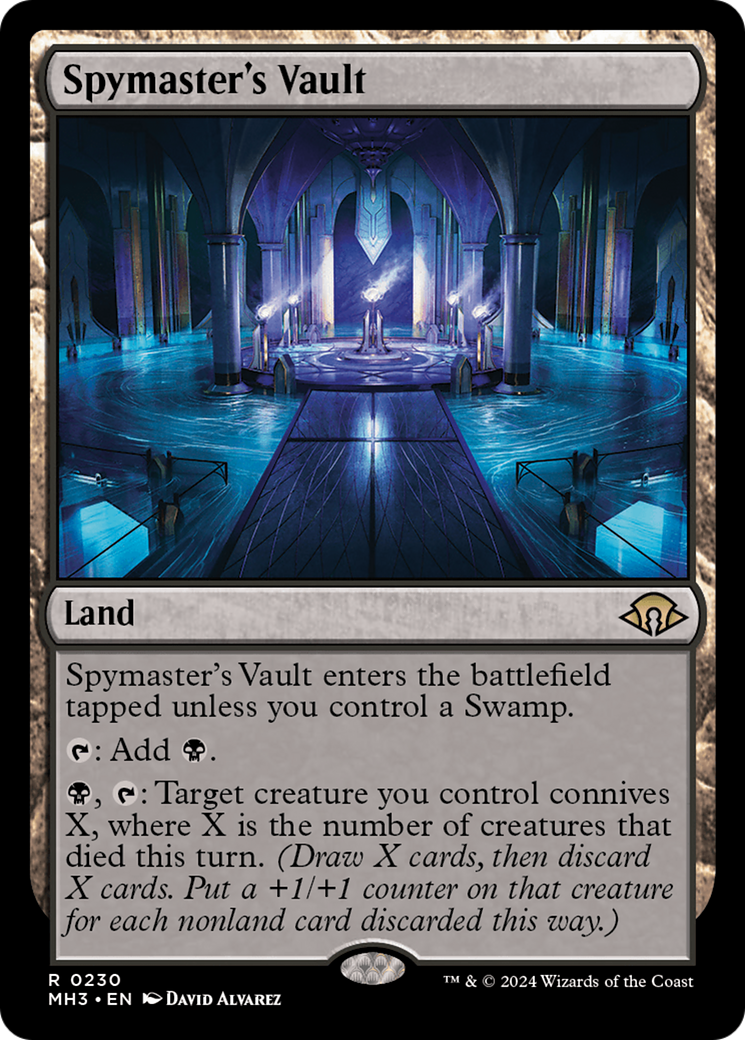 Spymaster's Vault
Land
Spymaster's Vault enters the battlefield
tapped unless you control a Swamp.
: Add .
, : Target creature you control connives
X, where X is the number of creatures that
died this turn. (Draw X cards, then discard
X cards. Put a +1/+1 counter on that creature
for each nonland card discarded this way.)
R 0230
MH3 • EN David Alvarez
™ & © 2024 Wizards of the Coast